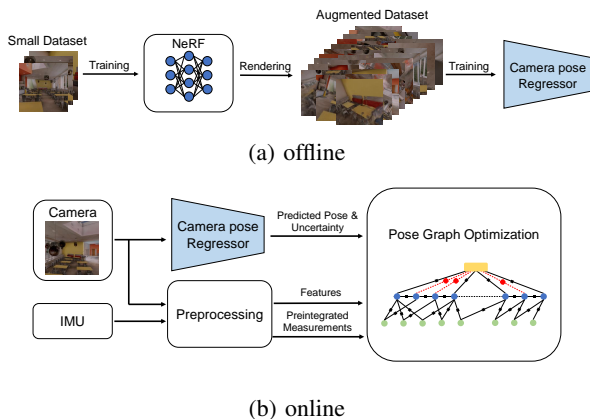 Small Dataset
Training
NeRF
Rendering
Augmented Dataset
Training
Camera pose
Regressor
(a) offline
Camera
IMU
Camera pose
Regressor
Preprocessing
Predicted Pose &
Uncertainty
Features
Preintegrated
Measurements
Pose Graph Optimization
(b) online